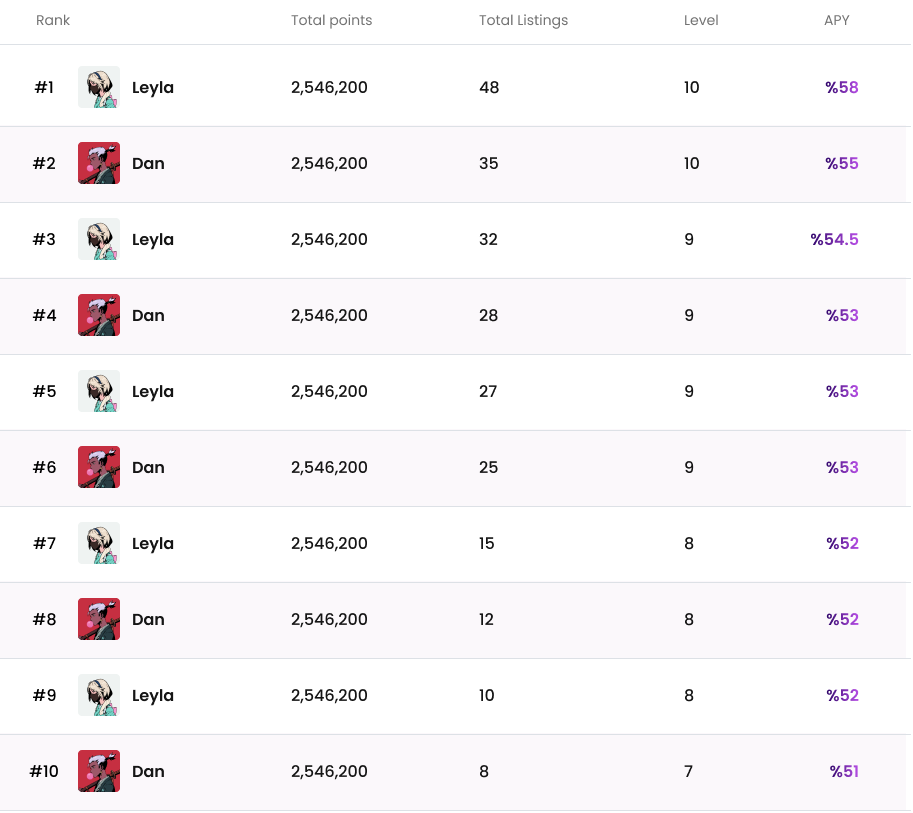 Rank Total points Total Listings Level APY
#1 Leyla 2,546,200 48 10 %58
#2 Dan 2,546,200 35 10 %55
#3 Leyla 2,546,200 32 9 %54.5
#4 Dan 2,546,200 28 9 %53
#5 Leyla 2,546,200 27 9 %53
#6 Dan 2,546,200 25 9 %53
#7 Leyla 2,546,200 15 8 %52
#8 Dan 2,546,200 12 8 %52
#9 Leyla 2,546,200 10 8 %52
#10 Dan 2,546,200 8 7 %51